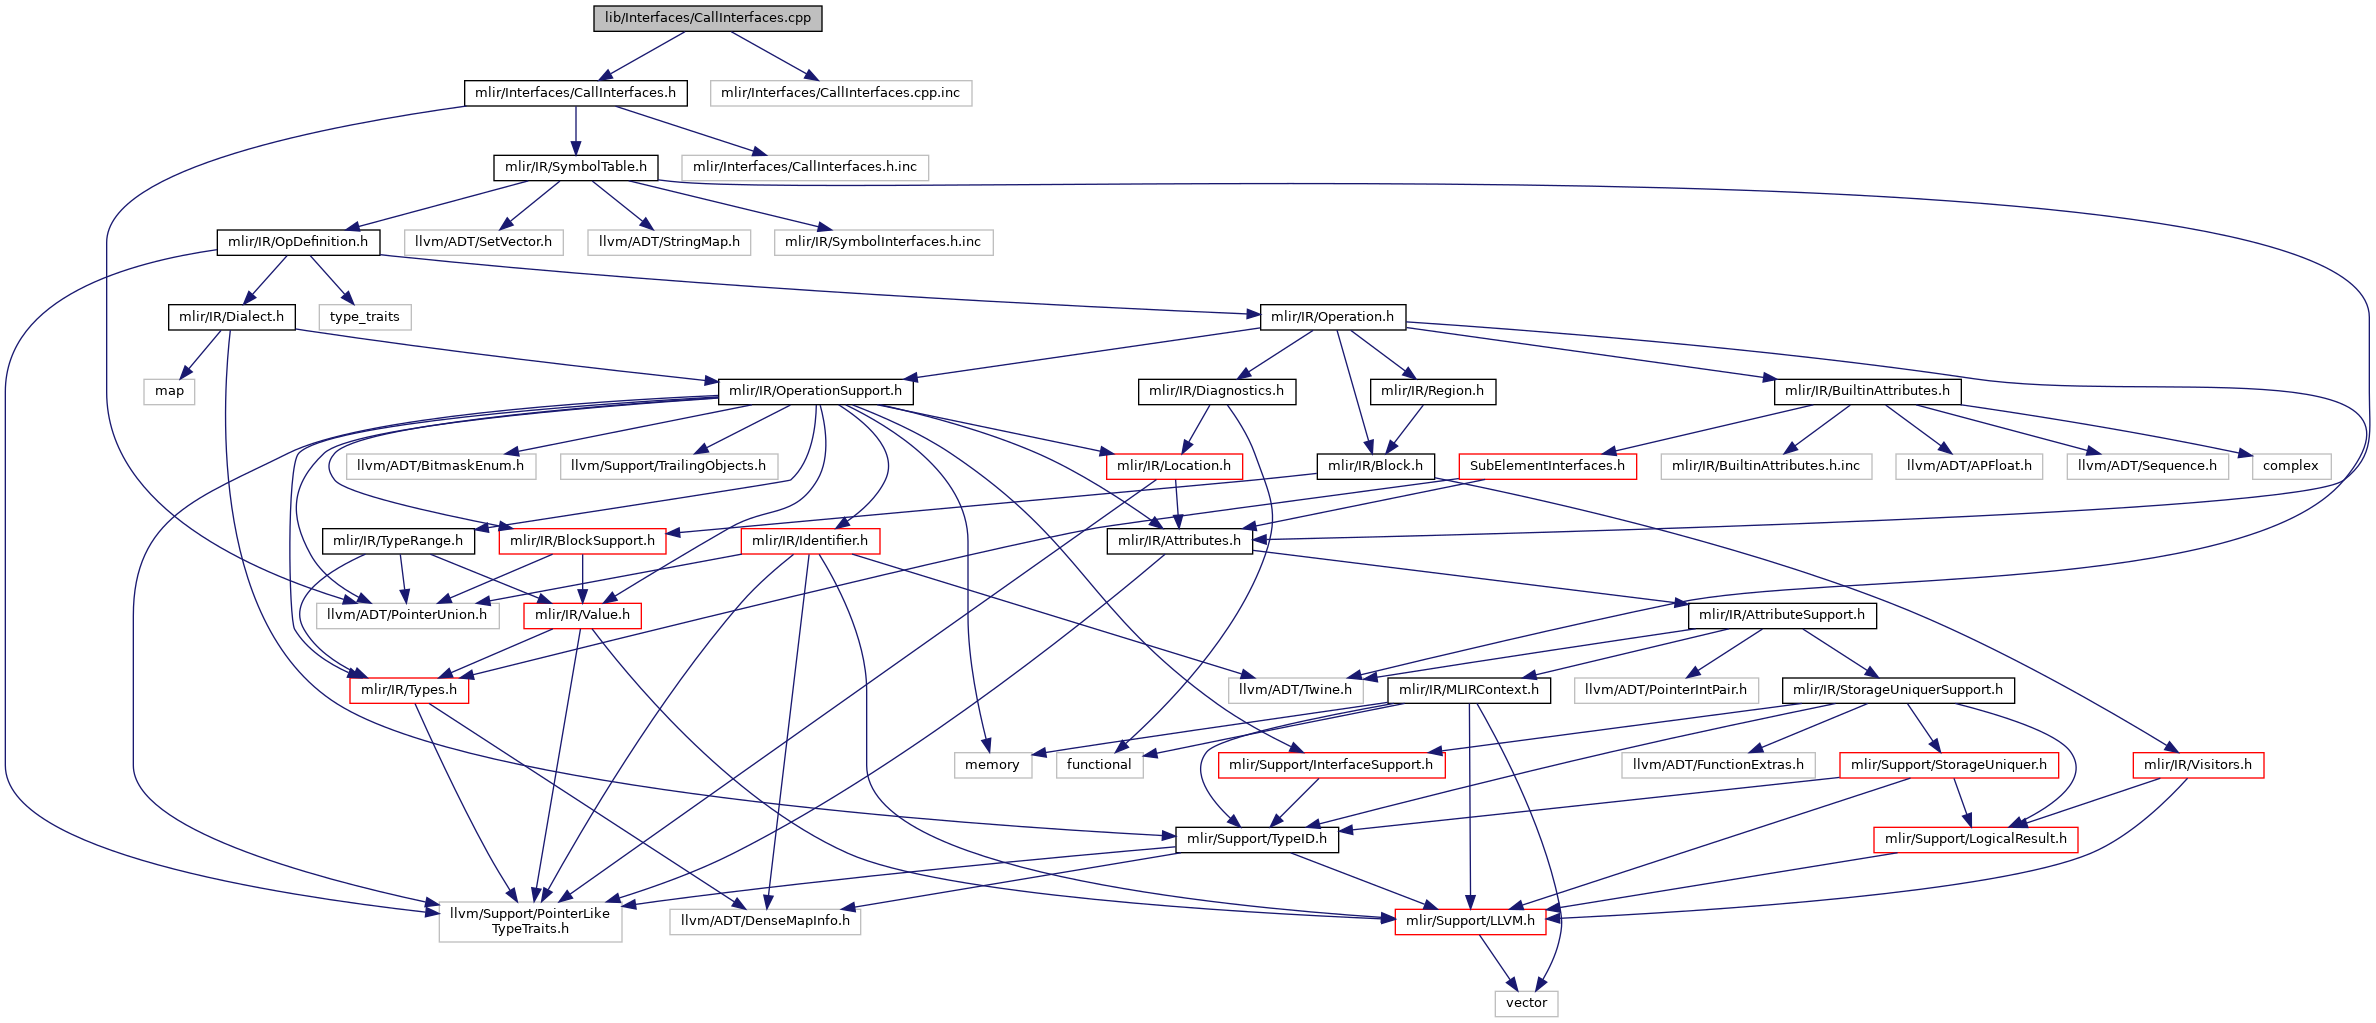 lib/Interfaces/CallInterfaces.cpp
mlir/Interfaces/CallInterfaces.h
mlir/Interfaces/CallInterfaces.cpp.inc
mlir/IR/SymbolTable.h
mlir/Interfaces/CallInterfaces.h.inc
mlir/IR/OpDefinition.h
llvm/ADT/SetVector.h
llvm/ADT/StringMap.h
mlir/IR/SymbolInterfaces.h.inc
mlir/IR/Dialect.h
type_traits
mlir/IR/Operation.h
map
mlir/IR/OperationSupport.h
mlir/IR/Diagnostics.h
mlir/IR/Region.h
mlir/IR/BuiltinAttributes.h
llvm/ADT/BitmaskEnum.h
llvm/Support/TrailingObjects.h
mlir/IR/Location.h
mlir/IR/Block.h
SubElementInterfaces.h
mlir/IR/BuiltinAttributes.h.inc
llvm/ADT/APFloat.h
llvm/ADT/Sequence.h
complex
mlir/IR/TypeRange.h
mlir/IR/BlockSupport.h
mlir/IR/Identifier.h
mlir/IR/Attributes.h
llvm/ADT/PointerUnion.h
mlir/IR/Value.h
mlir/IR/AttributeSupport.h
mlir/IR/Types.h
llvm/ADT/Twine.h
mlir/IR/MLIRContext.h
llvm/ADT/PointerIntPair.h
mlir/IR/StorageUniquerSupport.h
memory
functional
mlir/Support/InterfaceSupport.h
llvm/ADT/FunctionExtras.h
mlir/Support/StorageUniquer.h
mlir/IR/Visitors.h
mlir/Support/TypeID.h
mlir/Support/LogicalResult.h
llvm/Support/PointerLike
TypeTraits.h
llvm/ADT/DenseMapInfo.h
mlir/Support/LLVM.h
vector